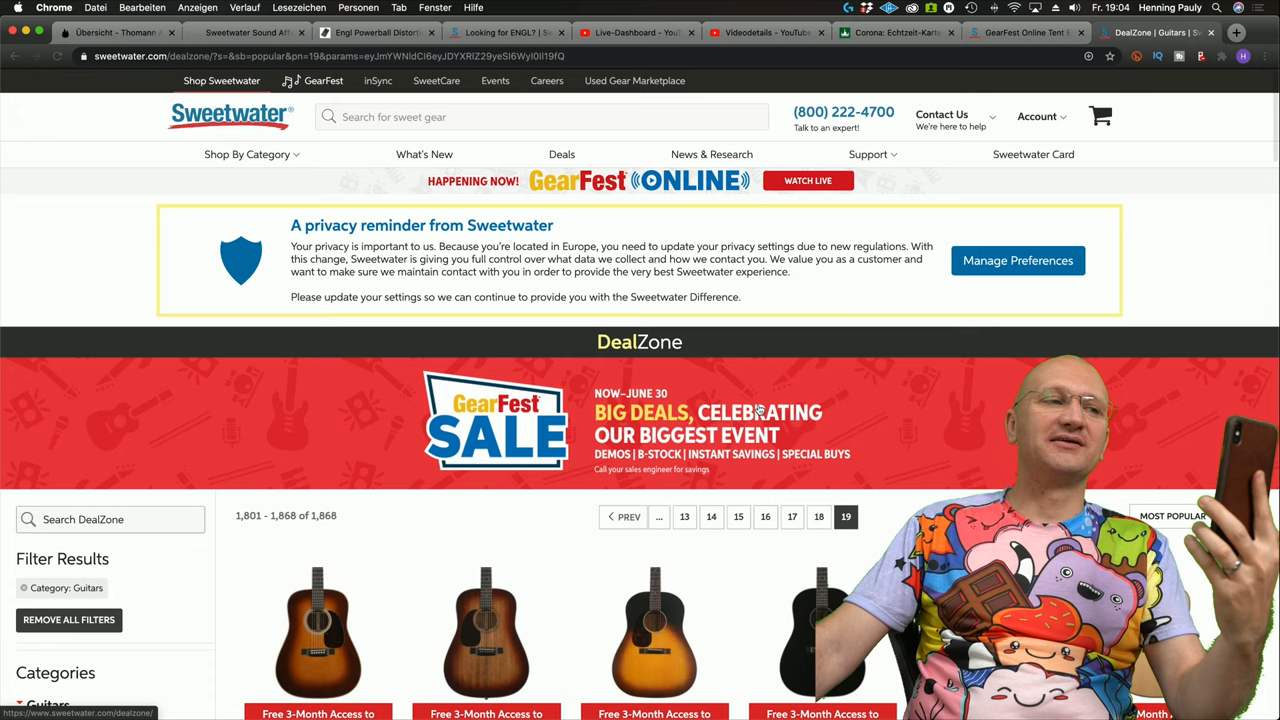 Chrome Datei Bearbeiten Anzeigen Verlauf Lesezeichen Personen Tab Fenster Hilfe
Fr. 19:04 Henning Pauly
Übersicht – Thomann A
Sweetwater Sound Affi
Engl Powerball Distorti
Looking for ENGL? | Sw
Live-Dashboard - YouT
Videodetails - YouTube
Corona: Echtzeit-Karte
GearFest Online Tent E
DealZone | Guitars | Sw
sweetwater.com/dealzone/?s=&sb=popular&pn=19&params=eyJmYWNldCI6eyJDYXRlZ29yeSI6WyI0Il19fQ
Shop Sweetwater
GearFest
inSync
SweetCare
Events
Careers
Used Gear Marketplace
Sweetwater
Search for sweet gear
(800) 222-4700
Talk to an expert!
Contact Us
We're here to help
Account
Shop By Category
What's New
Deals
News & Research
Support
Sweetwater Card
HAPPENING NOW! GearFest ONLINE WATCH LIVE
A privacy reminder from Sweetwater
Your privacy is important to us. Because you're located in Europe, you need to update your privacy settings due to new regulations. With
this change, Sweetwater is giving you full control over what data we collect and how we contact you. We value you as a customer and
want to make sure we maintain contact with you in order to provide the very best Sweetwater experience.
Please update your settings so we can continue to provide you with the Sweetwater Difference.
Manage Preferences
DealZone
GearFest
SALE
NOW–JUNE 30
BIG DEALS, CELEBRATING
OUR BIGGEST EVENT
DEMOS | B-STOCK | INSTANT SAVINGS | SPECIAL BUYS
Call your sales engineer for savings
Search DealZone
1,801 - 1,868 of 1,868
PREV ... 13 14 15 16 17 18 19
MOST POPULAR
Filter Results
Category: Guitars
REMOVE ALL FILTERS
Categories
Guitars
Free 3-Month Access to
Free 3-Month Access to
Free 3-Month Access to
Free 3-Month Access to
https://www.sweetwater.com/dealzone/